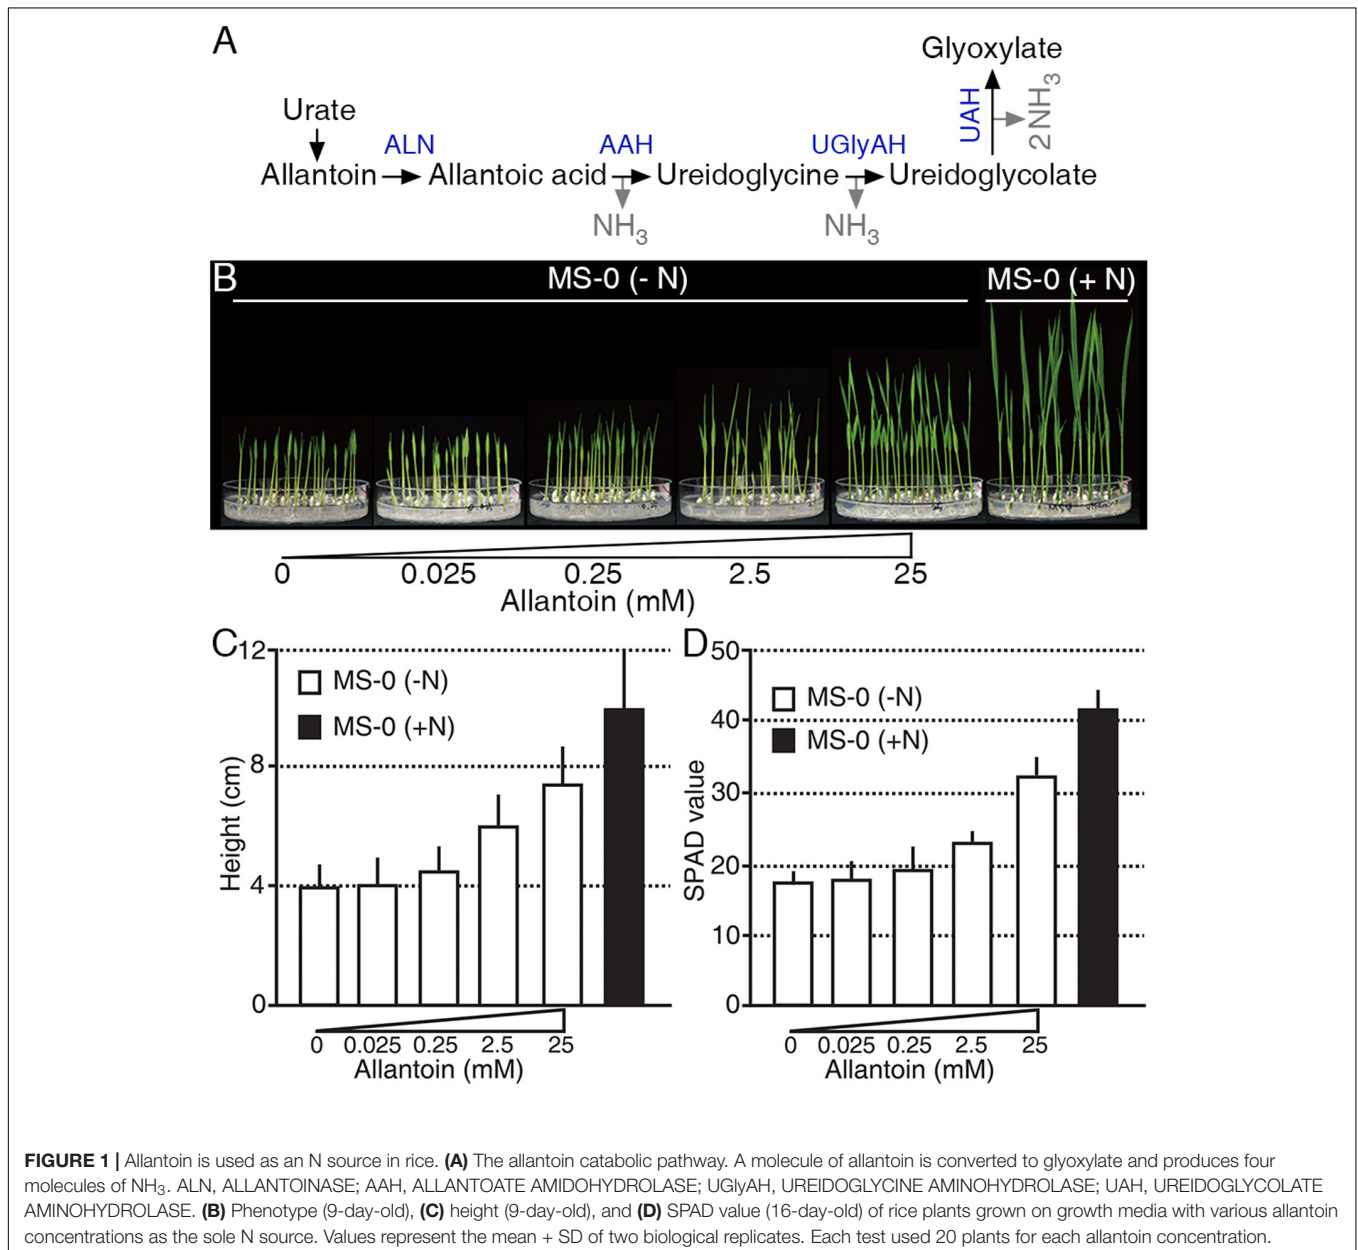 A
Glyoxylate
UAH
2NH3
Urate
ALN
AAH
UGlyAH
Allantoin
Allantoic acid
Ureidoglycine
Ureidoglycolate
NH3
NH3
B
MS-0 (- N)
MS-0 (+ N)
0 0.025 0.25 2.5 25
Allantoin (mM)
C
12
8
4
0
Height (cm)
MS-0 (-N)
MS-0 (+N)
0 0.025 0.25 2.5 25
Allantoin (mM)
D
50
40
30
20
10
0
SPAD value
MS-0 (-N)
MS-0 (+N)
0 0.025 0.25 2.5 25
Allantoin (mM)
FIGURE 1 | Allantoin is used as an N source in rice. (A) The allantoin catabolic pathway. A molecule of allantoin is converted to glyoxylate and produces four
molecules of NH3. ALN, ALLANTOINASE; AAH, ALLANTOATE AMIDOHYDROLASE; UGlyAH, UREIDOGLYCINE AMINOHYDROLASE; UAH, UREIDOGLYCOLATE
AMINOHYDROLASE. (B) Phenotype (9-day-old), (C) height (9-day-old), and (D) SPAD value (16-day-old) of rice plants grown on growth media with various allantoin
concentrations as the sole N source. Values represent the mean + SD of two biological replicates. Each test used 20 plants for each allantoin concentration.